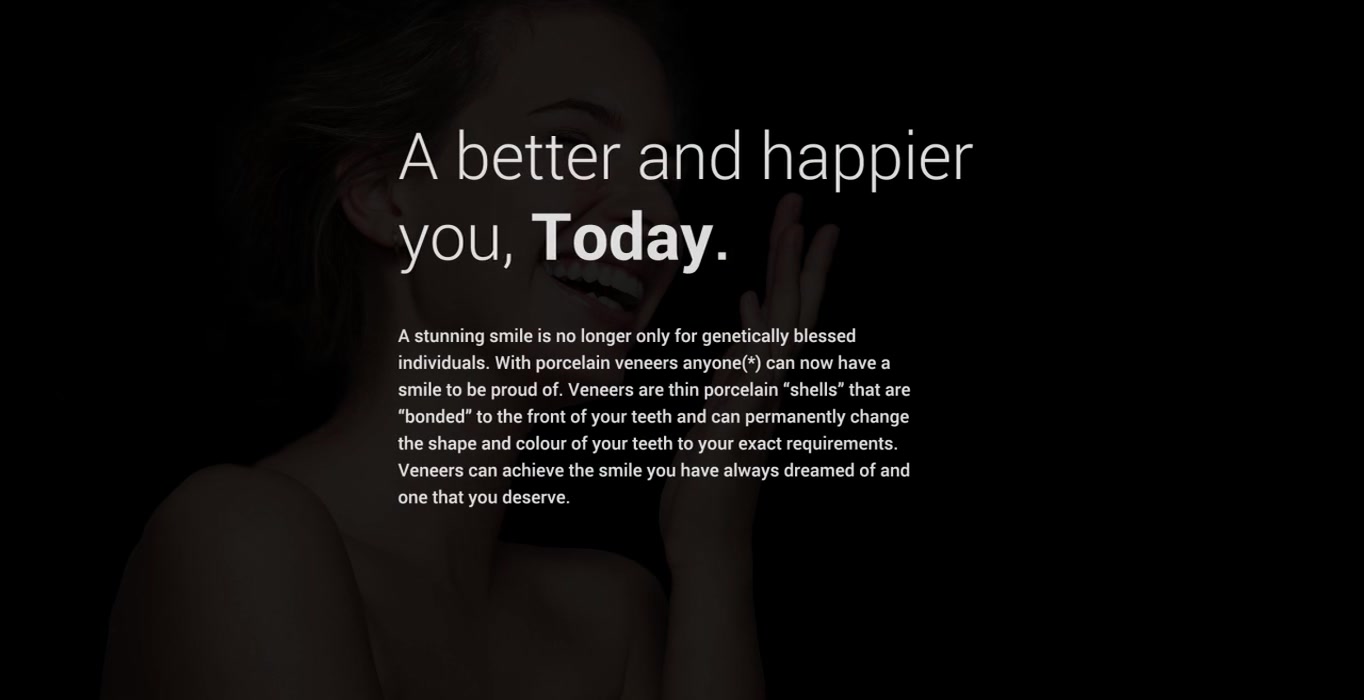 A better and happier
you, Today.
A stunning smile is no longer only for genetically blessed
individuals. With porcelain veneers anyone(*) can now have a
smile to be proud of. Veneers are thin porcelain “shells” that are
“bonded” to the front of your teeth and can permanently change
the shape and colour of your teeth to your exact requirements.
Veneers can achieve the smile you have always dreamed of and
one that you deserve.